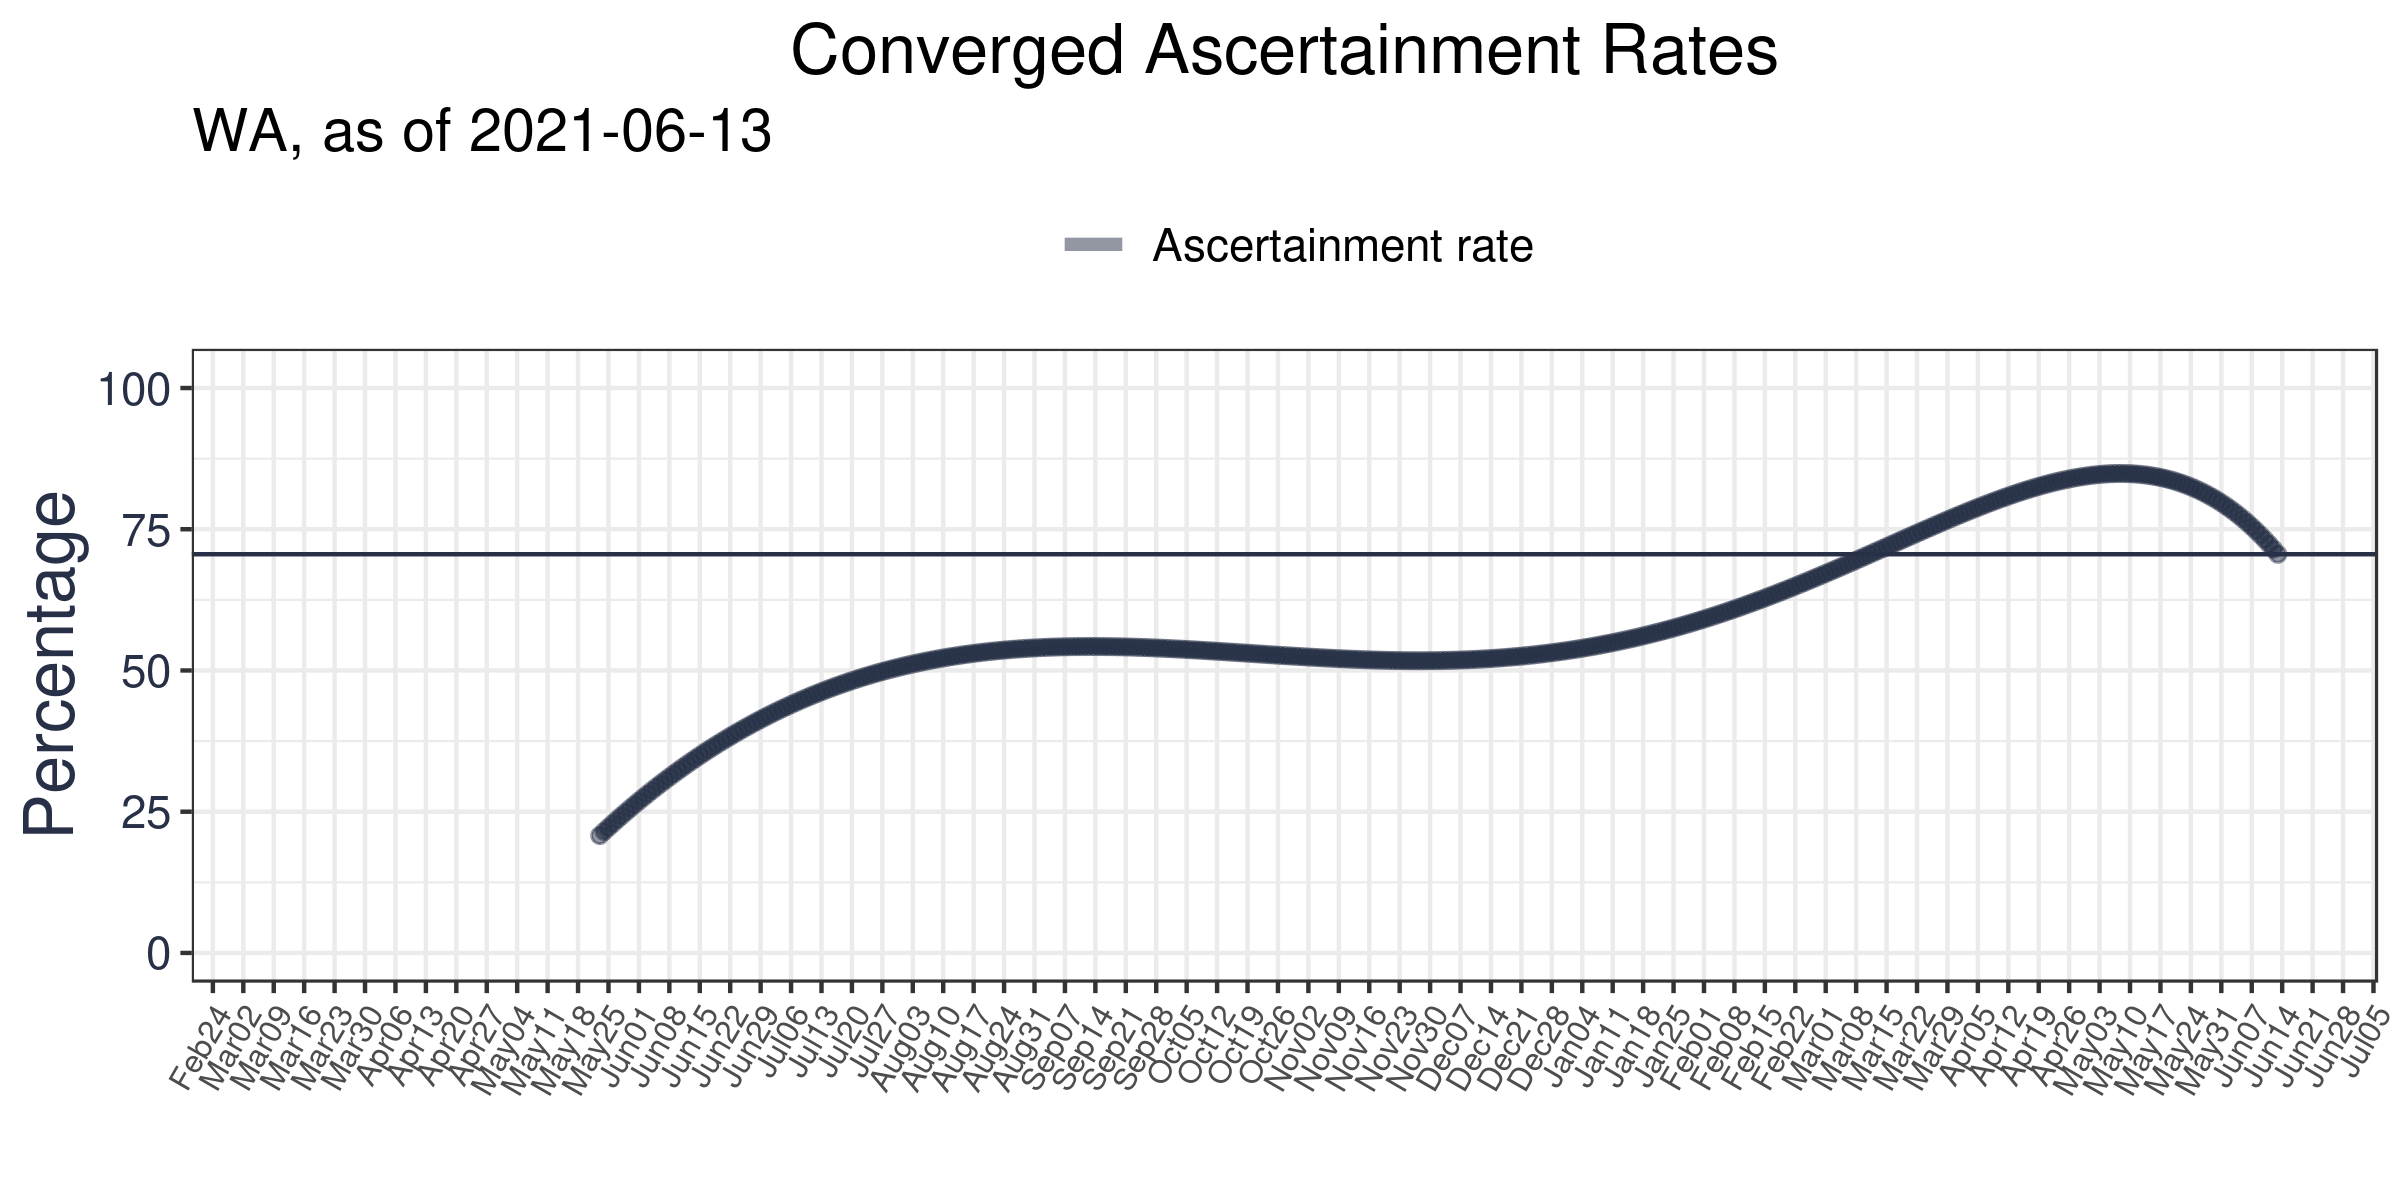 Converged Ascertainment Rates
WA, as of 2021-06-13
Ascertainment rate
Percentage
100
75
50
25
0
Feb24
Mar02
Mar09
Mar16
Mar23
Mar30
Apr06
Apr13
Apr20
Apr27
May04
May11
May18
May25
Jun01
Jun08
Jun15
Jun22
Jun29
Jul06
Jul13
Jul20
Jul27
Aug03
Aug10
Aug17
Aug24
Aug31
Sep07
Sep14
Sep21
Sep28
Oct05
Oct12
Oct19
Oct26
Nov02
Nov09
Nov16
Nov23
Nov30
Dec07
Dec14
Dec21
Dec28
Jan04
Jan11
Jan18
Jan25
Feb01
Feb08
Feb15
Feb22
Mar01
Mar08
Mar15
Mar22
Mar29
Apr05
Apr12
Apr19
Apr26
May03
May10
May17
May24
May31
Jun07
Jun14
Jun21
Jun28
Jul05